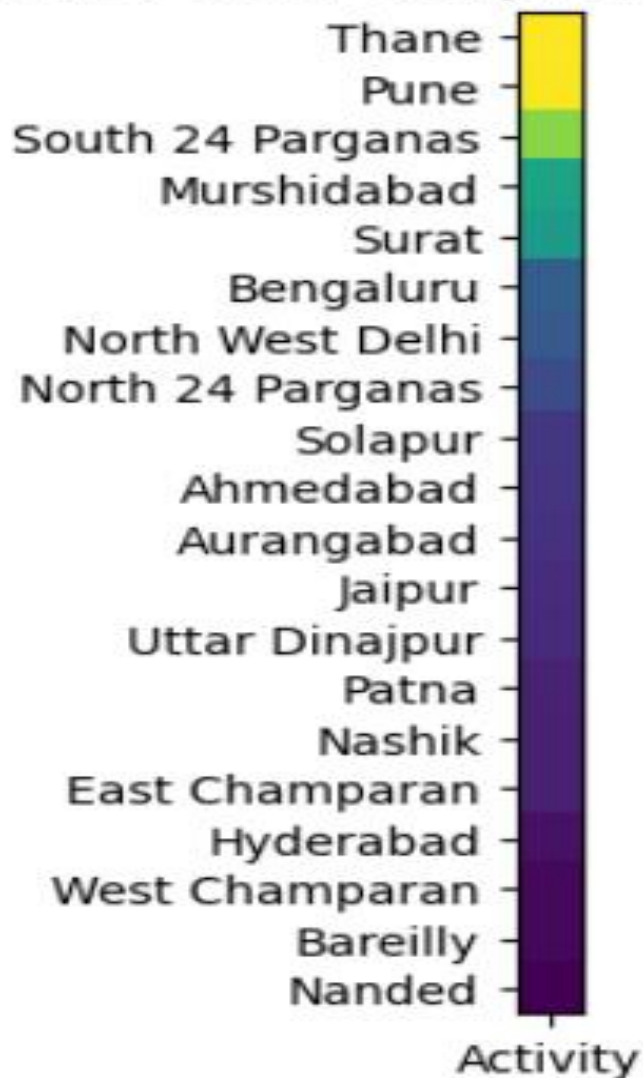 Thane
Pune
South 24 Parganas
Murshidabad
Surat
Bengaluru
North West Delhi
North 24 Parganas
Solapur
Ahmedabad
Aurangabad
Jaipur
Uttar Dinajpur
Patna
Nashik
East Champaran
Hyderabad
West Champaran
Bareilly
Nanded
Activity